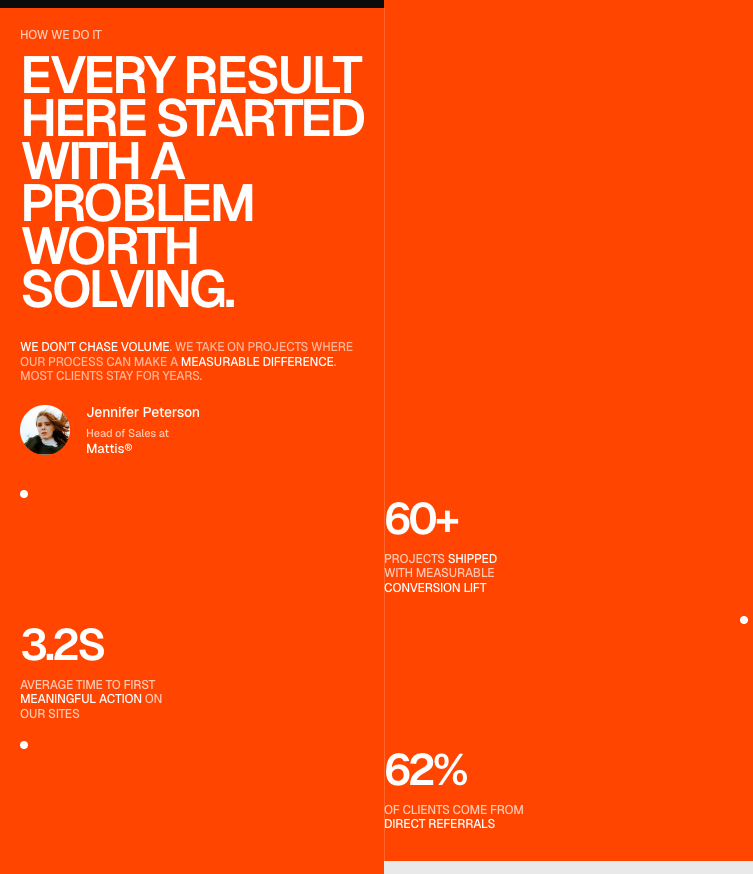 HOW WE DO IT
EVERY RESULT
HERE STARTED
WITH A
PROBLEM
WORTH
SOLVING.
WE DON'T CHASE VOLUME. WE TAKE ON PROJECTS WHERE
OUR PROCESS CAN MAKE A MEASURABLE DIFFERENCE.
MOST CLIENTS STAY FOR YEARS.
Jennifer Peterson
Head of Sales at
Mattis®
60+
PROJECTS SHIPPED
WITH MEASURABLE
CONVERSION LIFT
3.2S
AVERAGE TIME TO FIRST
MEANINGFUL ACTION ON
OUR SITES
62%
OF CLIENTS COME FROM
DIRECT REFERRALS